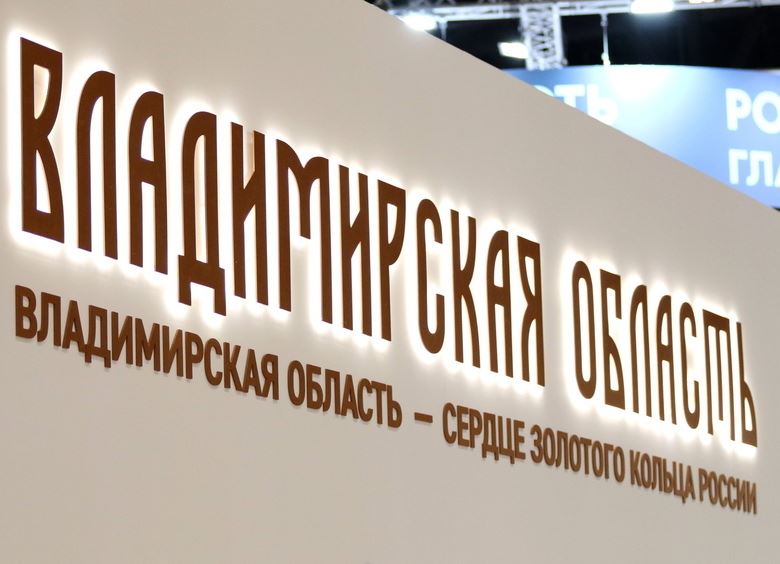 ВЛАДИМИРСКАЯ ОБЛАСТЬ
ВЛАДИМИРСКАЯ ОБЛАСТЬ – СЕРДЦЕ ЗОЛОТОГО КОЛЬЦА РОССИИ